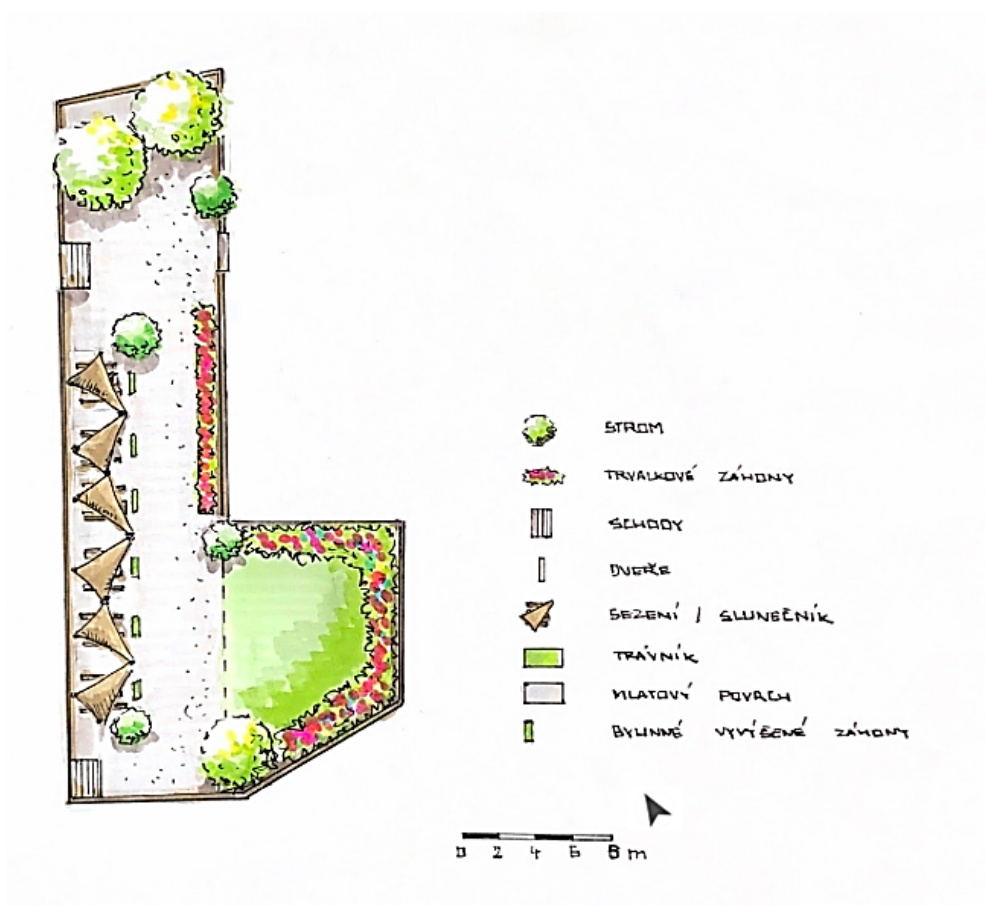 STROM
TRVALKOVÉ ZÁHONY
SCHODY
DVEŘE
SEZENÍ / SLUNEČNÍK
TRÁVNÍK
MLATOVÝ POVRCH
BYLINNÉ VYVÝŠENÉ ZÁHONY
0 2 4 6 8 m